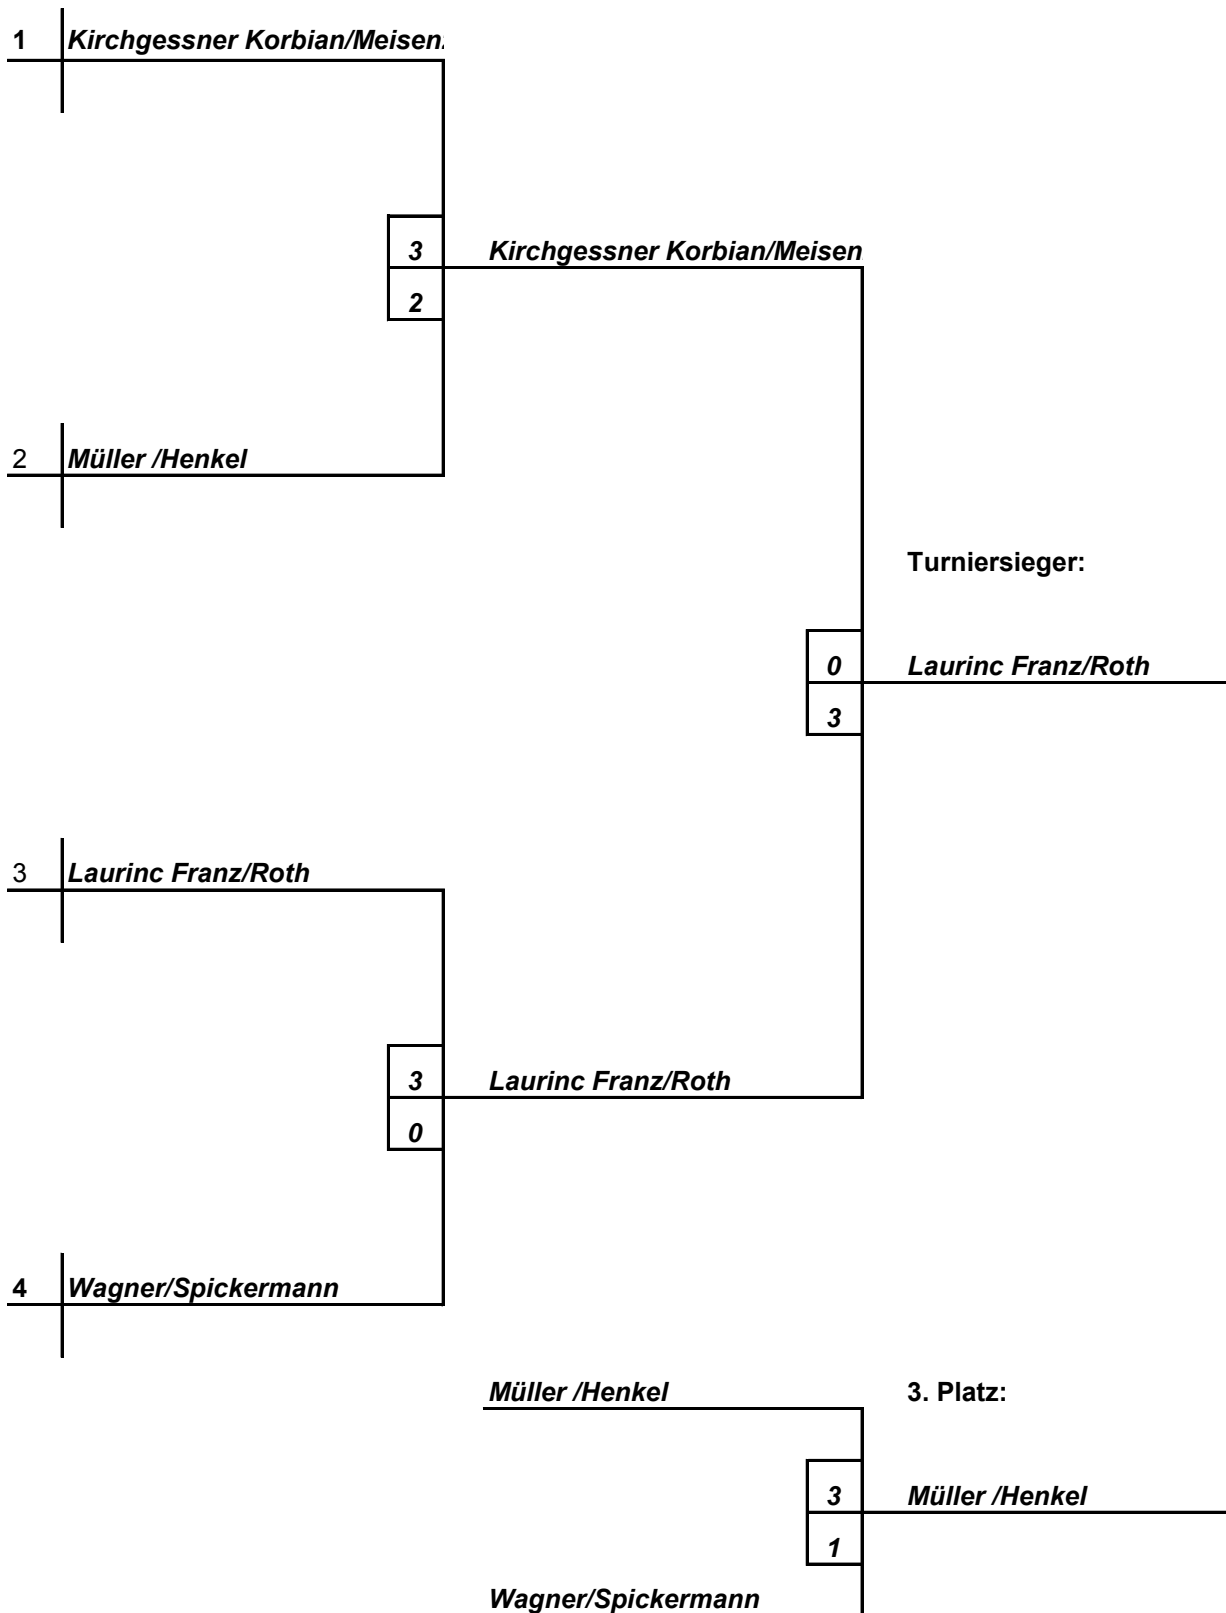 1 Kirchgessner Korbian/Meisen
3 Kirchgessner Korbian/Meisen
2
2 Müller /Henkel
Turniersieger:
0 Laurinc Franz/Roth
3
3 Laurinc Franz/Roth
3 Laurinc Franz/Roth
0
4 Wagner/Spickermann
Müller /Henkel 3. Platz:
3 Müller /Henkel
1
Wagner/Spickermann